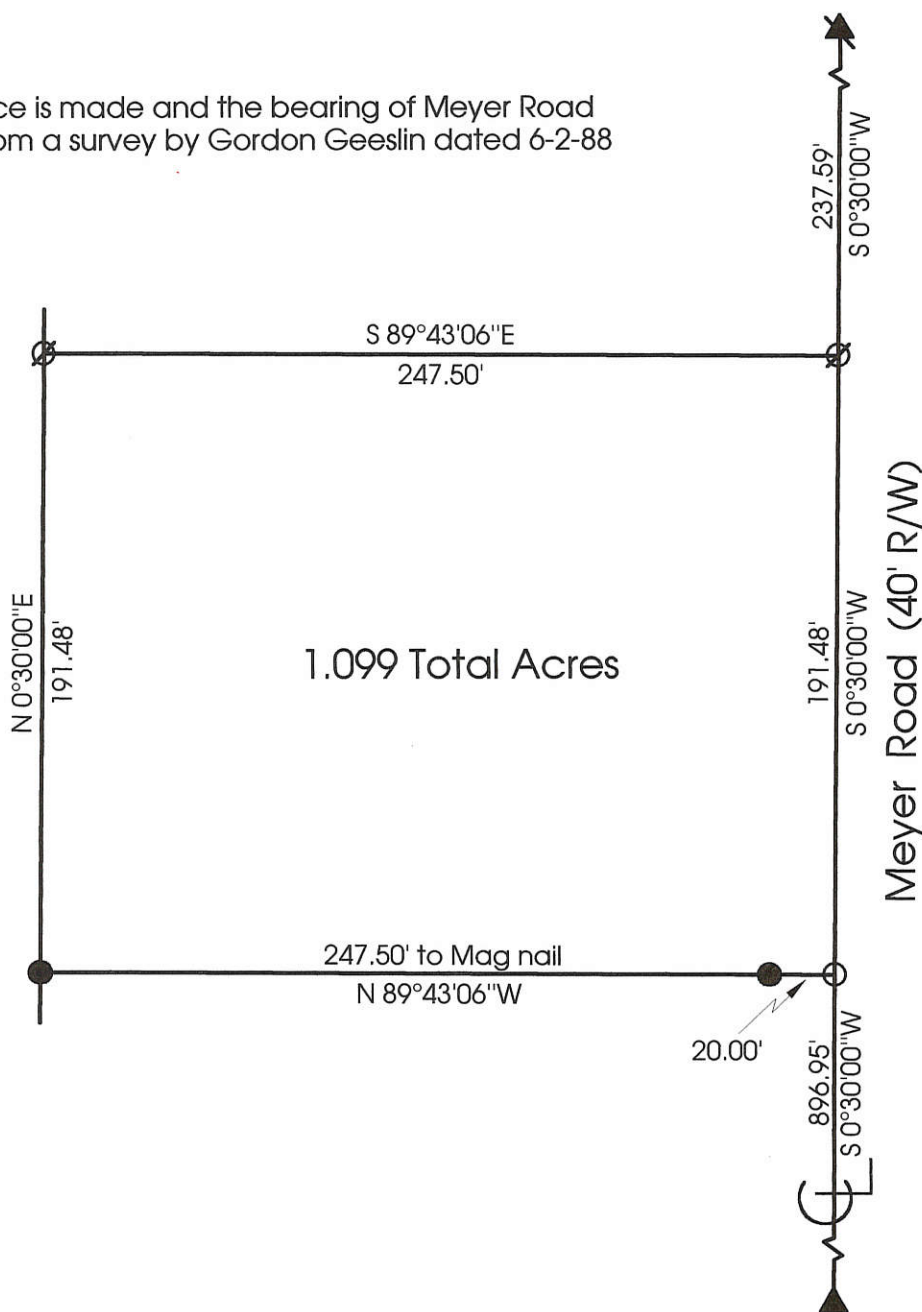 ce is made and the bearing of Meyer Road
om a survey by Gordon Geeslin dated 6-2-88
237.59'
S 0°30'00"W
S 89°43'06"E
247.50'
N 0°30'00"E
191.48'
1.099 Total Acres
191.48'
S 0°30'00"W
Meyer Road (40' R/W)
247.50' to Mag nail
N 89°43'06"W
20.00'
896.95'
S 0°30'00"W